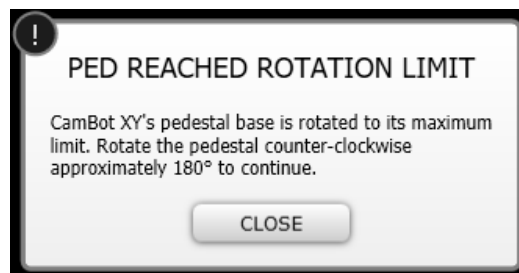 !
PED REACHED ROTATION LIMIT
CamBot XY's pedestal base is rotated to its maximum
limit. Rotate the pedestal counter-clockwise
approximately 180° to continue.
CLOSE